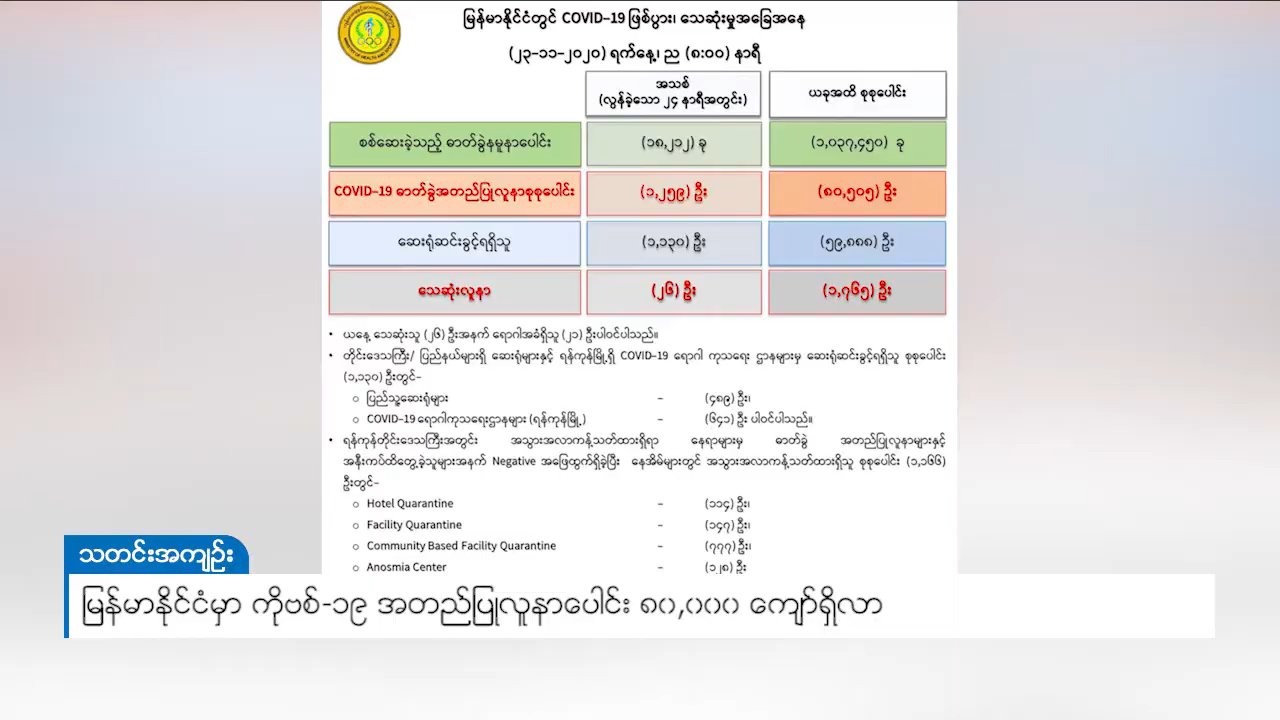 မြန်မာနိုင်ငံတွင် COVID–19 ဖြစ်ပွား၊ သေဆုံးမှုအခြေအနေ
(၂၃–၁၁–၂၀၂၀) ရက်နေ့၊ ည (၈:၀၀) နာရီ
အသစ်
(လွန်ခဲ့သော ၂၄ နာရီအတွင်း)
ယခုအထိ စုစုပေါင်း
စစ်ဆေးခဲ့သည့် ဓာတ်ခွဲနမူနာပေါင်း (၁၈,၂၁၂) ခု (၁,၀၃၇,၄၅၀) ခု
COVID–19 ဓာတ်ခွဲအတည်ပြုလူနာစုစုပေါင်း (၁,၂၅၉) ဦး (၈၀,၅၀၅) ဦး
ဆေးရုံဆင်းခွင့်ရရှိသူ (၁,၁၃၀) ဦး (၅၉,၈၈၈) ဦး
သေဆုံးလူနာ (၂၆) ဦး (၁,၇၆၅) ဦး
• ယနေ့ သေဆုံးသူ (၂၆) ဦးအနက် ရောဂါအခံရှိသူ (၂၁) ဦးပါဝင်ပါသည်။
• တိုင်းဒေသကြီး/ ပြည်နယ်များရှိ ဆေးရုံများနှင့် ရန်ကုန်မြို့ရှိ COVID–19 ရောဂါ ကုသရေး ဌာနများမှ ဆေးရုံဆင်းခွင့်ရရှိသူ စုစုပေါင်း
(၁,၁၃၀) ဦးတွင်–
o ပြည်သူ့ဆေးရုံများ – (၄၈၉) ဦး၊
o COVID–19 ရောဂါကုသရေးဌာနများ (ရန်ကုန်မြို့) – (၆၄၁) ဦး ပါဝင်ပါသည်။
• ရန်ကုန်တိုင်းဒေသကြီးအတွင်း အသွားအလာကန့်သတ်ထားရှိရာ နေရာများမှ ဓာတ်ခွဲ အတည်ပြုလူနာများနှင့်
အနီးကပ်ထိတွေ့ခဲ့သူများအနက် Negative အဖြေထွက်ရှိခဲ့ပြီး နေအိမ်များတွင် အသွားအလာကန့်သတ်ထားရှိသူ စုစုပေါင်း (၁,၁၆၆)
ဦးတွင်–
o Hotel Quarantine – (၁၁၄) ဦး၊
o Facility Quarantine – (၁၄၇) ဦး၊
o Community Based Facility Quarantine – (၇၇၇) ဦး၊
o Anosmia Center – (၁၂၈) ဦး
သတင်းအကျဉ်း
မြန်မာနိုင်ငံမှာ ကိုဗစ်-၁၉ အတည်ပြုလူနာပေါင်း ၈၀,၀၀၀ ကျော်ရှိလာ